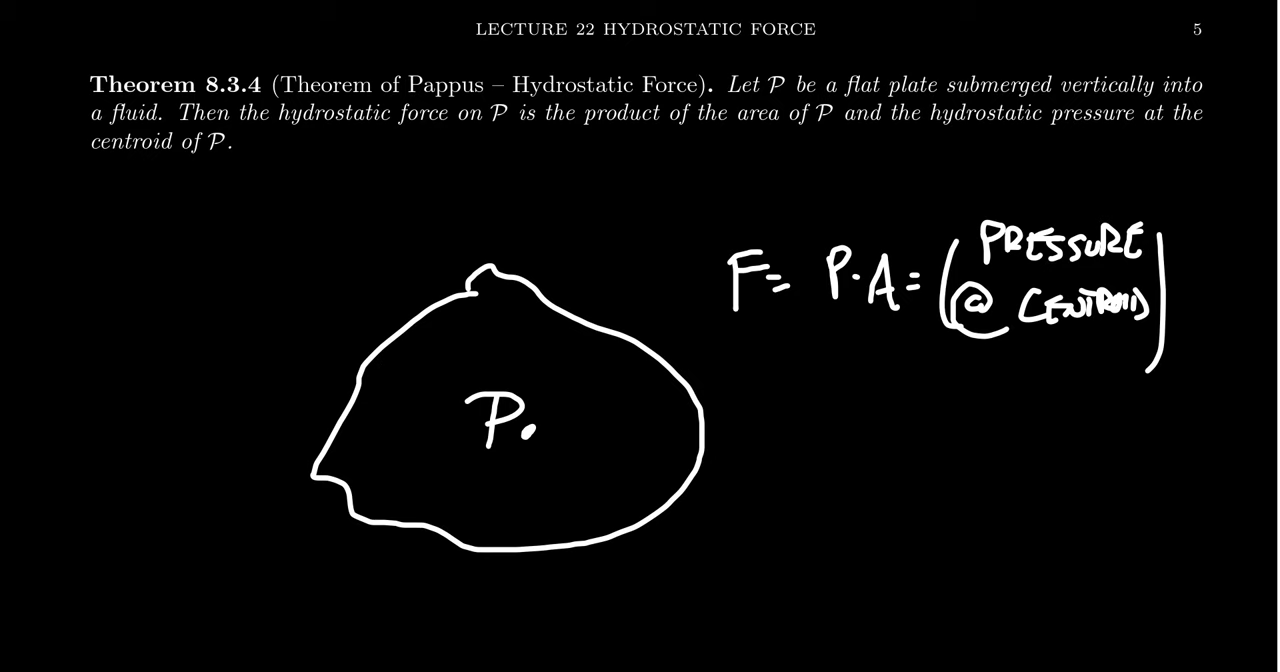 LECTURE 22 HYDROSTATIC FORCE 5
Theorem 8.3.4 (Theorem of Pappus – Hydrostatic Force). Let P be a flat plate submerged vertically into
a fluid. Then the hydrostatic force on P is the product of the area of P and the hydrostatic pressure at the
centroid of P.
F = P · A = (PRESSURE
@ CENTROID)
P